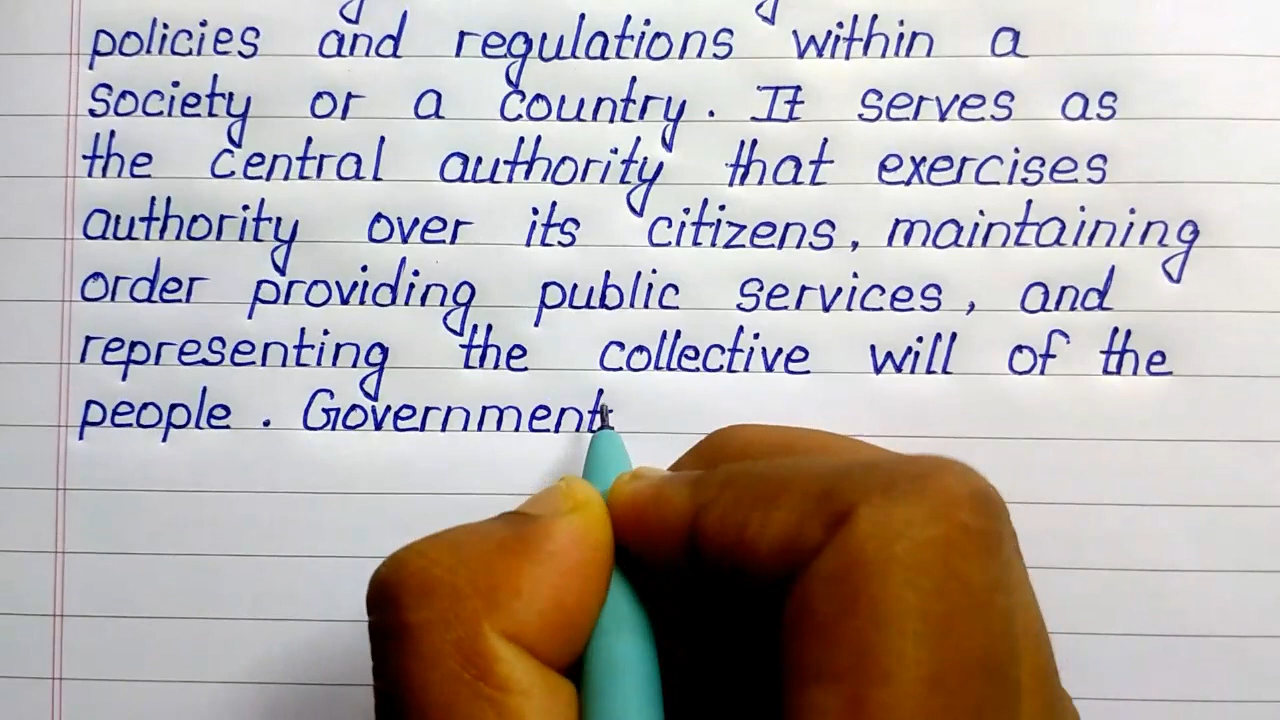 policies and regulations within a
society or a country. It serves as
the central authority that exercises
authority over its citizens, maintaining
order providing public services, and
representing the collective will of the
people. Government